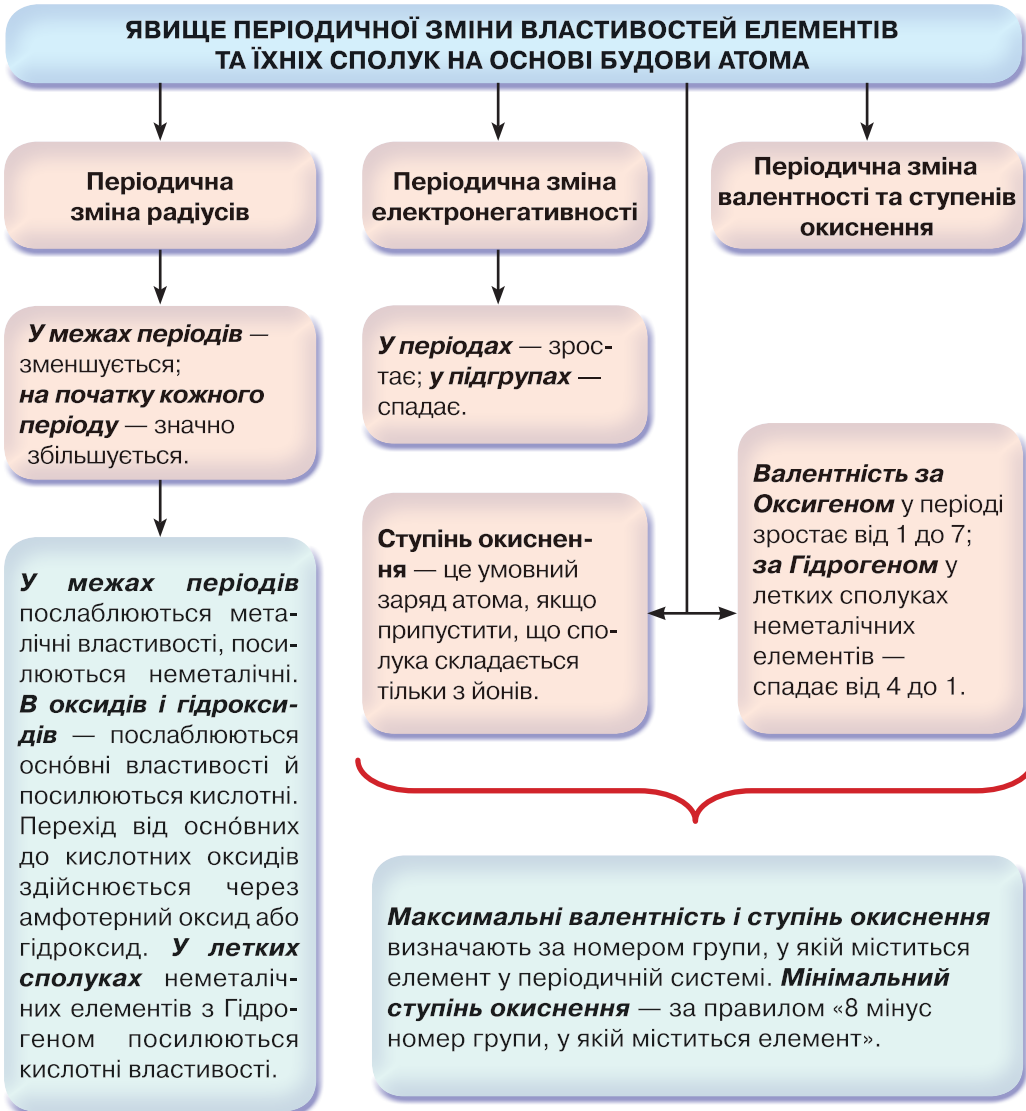 ЯВИЩЕ ПЕРІОДИЧНОЇ ЗМІНИ ВЛАСТИВОСТЕЙ ЕЛЕМЕНТІВ
ТА ЇХНІХ СПОЛУК НА ОСНОВІ БУДОВИ АТОМА
Періодична
зміна радіусів
Періодична зміна
електронегативності
Періодична зміна
валентності та ступенів
окиснення
У межах періодів —
зменшується;
на початку кожного
періоду — значно
збільшується.
У періодах — зрос-
тає; у підгрупах —
спадає.
Ступінь окиснен-
ня — це умовний
заряд атома, якщо
припустити, що спо-
лука складається
тільки з йонів.
Валентність за
Оксигеном у періоді
зростає від 1 до 7;
за Гідрогеном у
летких сполуках
неметалічних
елементів —
спадає від 4 до 1.
У межах періодів
послаблюються мета-
лічні властивості, поси-
люються неметалічні.
В оксидів і гідрокси-
дів — послаблюються
осно́вні властивості й
посилюються кислотні.
Перехід від осно́вних
до кислотних оксидів
здійснюється через
амфотерний оксид або
гідроксид. У летких
сполуках неметаліч-
них елементів з Гідро-
геном посилюються
кислотні властивості.
Максимальні валентність і ступінь окиснення
визначають за номером групи, у якій міститься
елемент у періодичній системі. Мінімальний
ступінь окиснення — за правилом «8 мінус
номер групи, у якій міститься елемент».